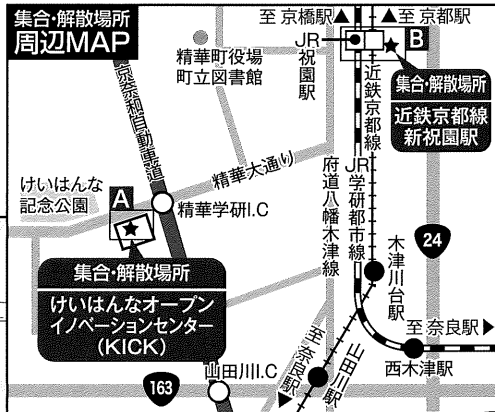 集合・解散場所
周辺MAP
至 京橋駅▲
▲至 京都駅
JR
祝園駅
B
集合・解散場所
近鉄京都線
新祝園駅
精華町役場
町立図書館
京奈和自動車道
近鉄京都線
精華大通り
けいはんな
記念公園
A
精華学研I.C
集合・解散場所
けいはんなオープン
イノベーションセンター
(KICK)
府道八幡木津線
JR学研都市線
木津川台駅
24
至 奈良駅▶
西木津駅
山田川駅
至 奈良駅▼
山田川I.C
163